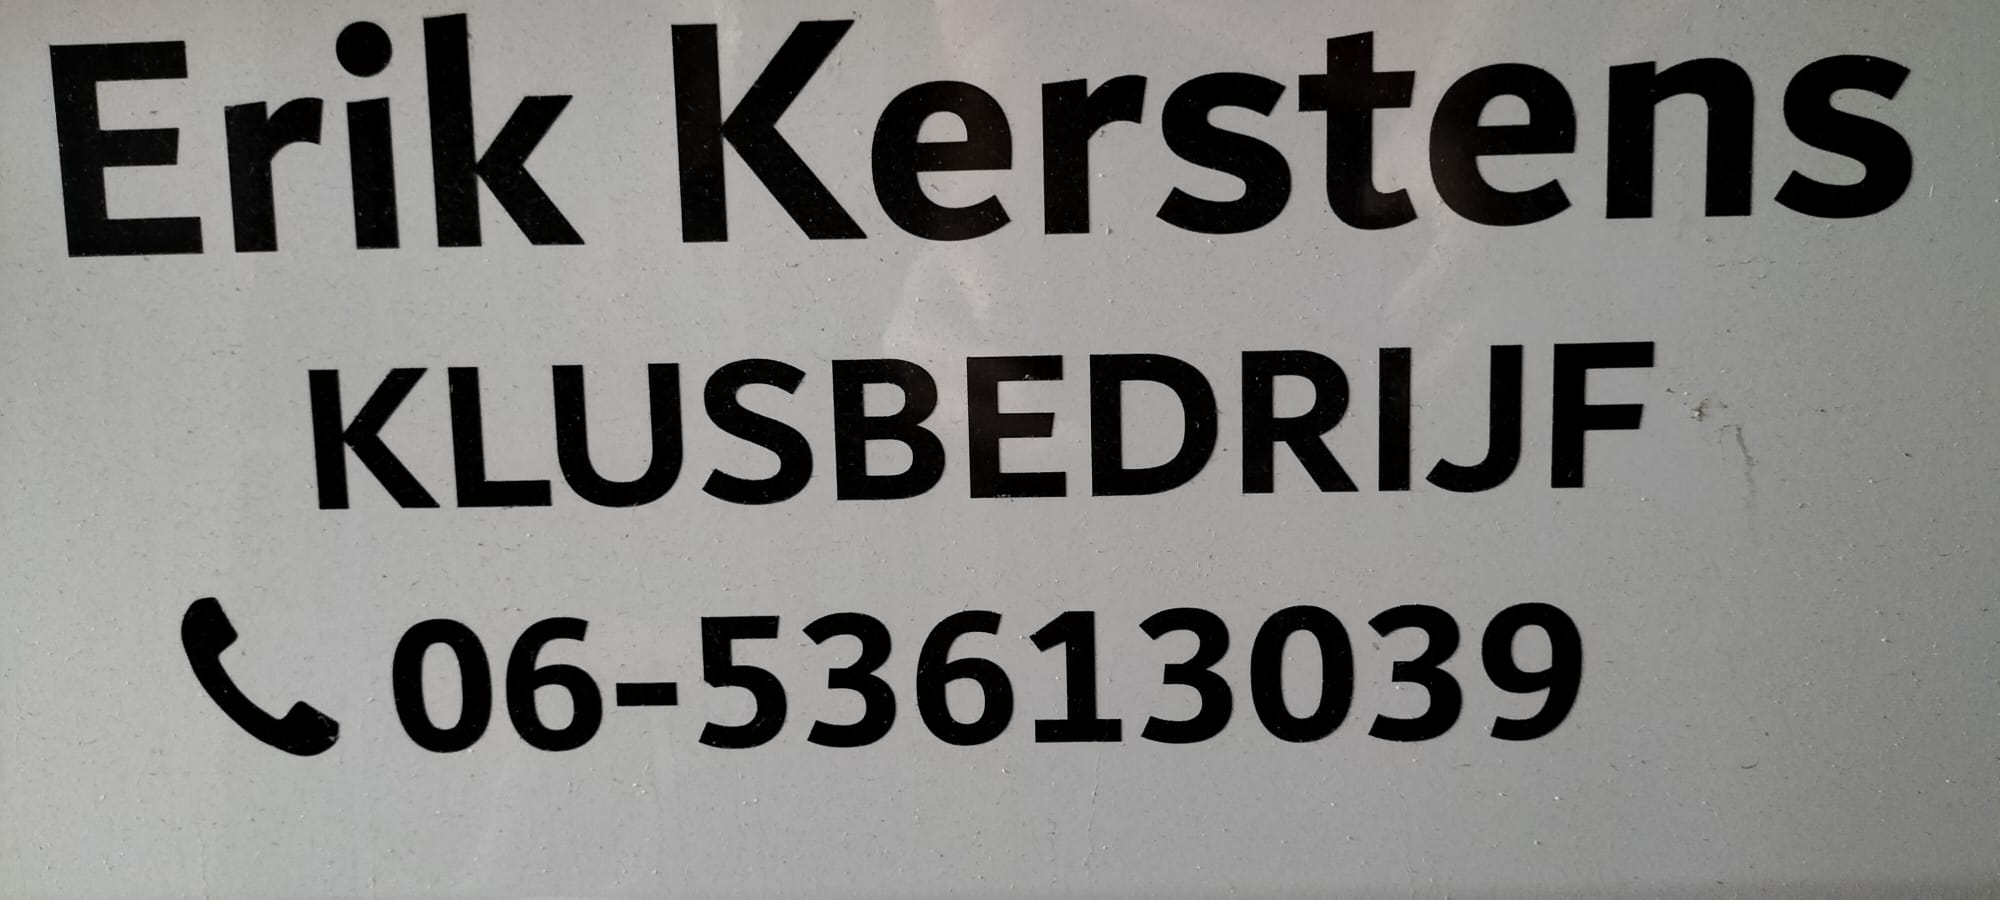 Erik Kerstens
KLUSBEDRIJF
06-53613039